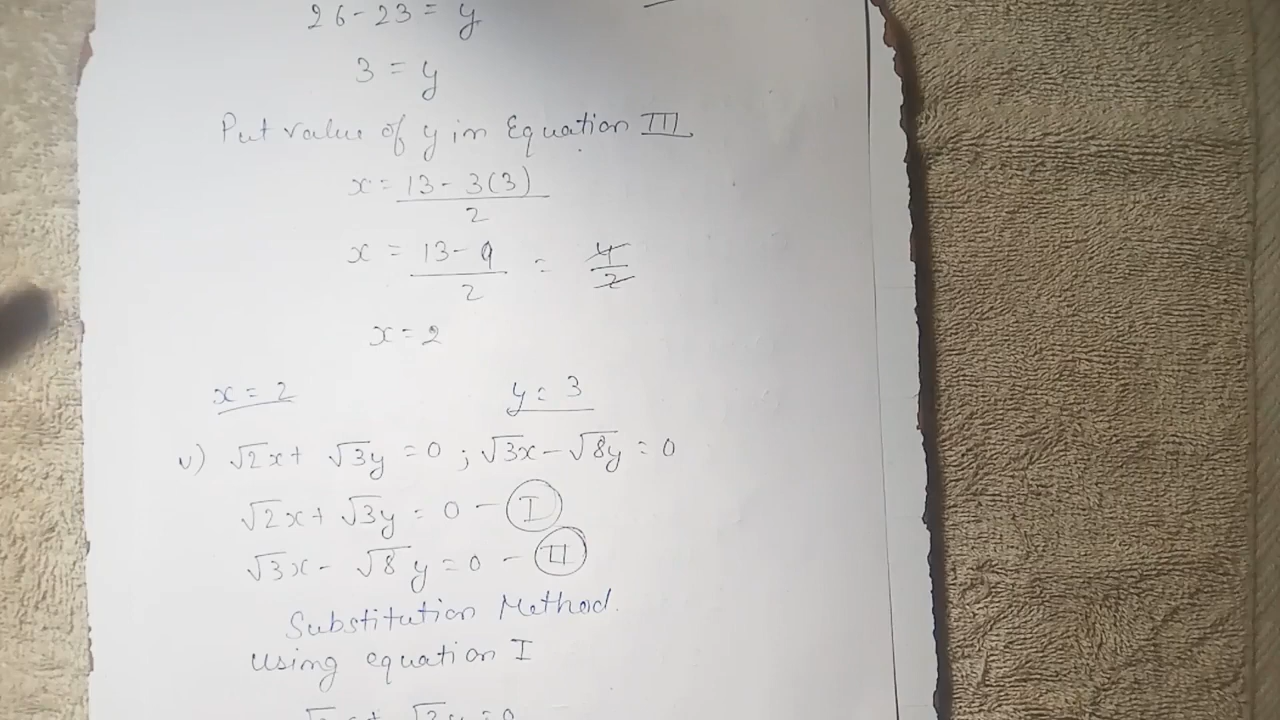 26-23 = y
3 = y
Put value of y in Equation III
x = 13 - 3(3)
2
x = 13-9 = 4
2 2
x = 2
x = 2 y = 3
v) √2x + √3y = 0 ; √3x - √8y = 0
√2x + √3y = 0 - I
√3x - √8y = 0 - II
Substitution Method.
Using equation I